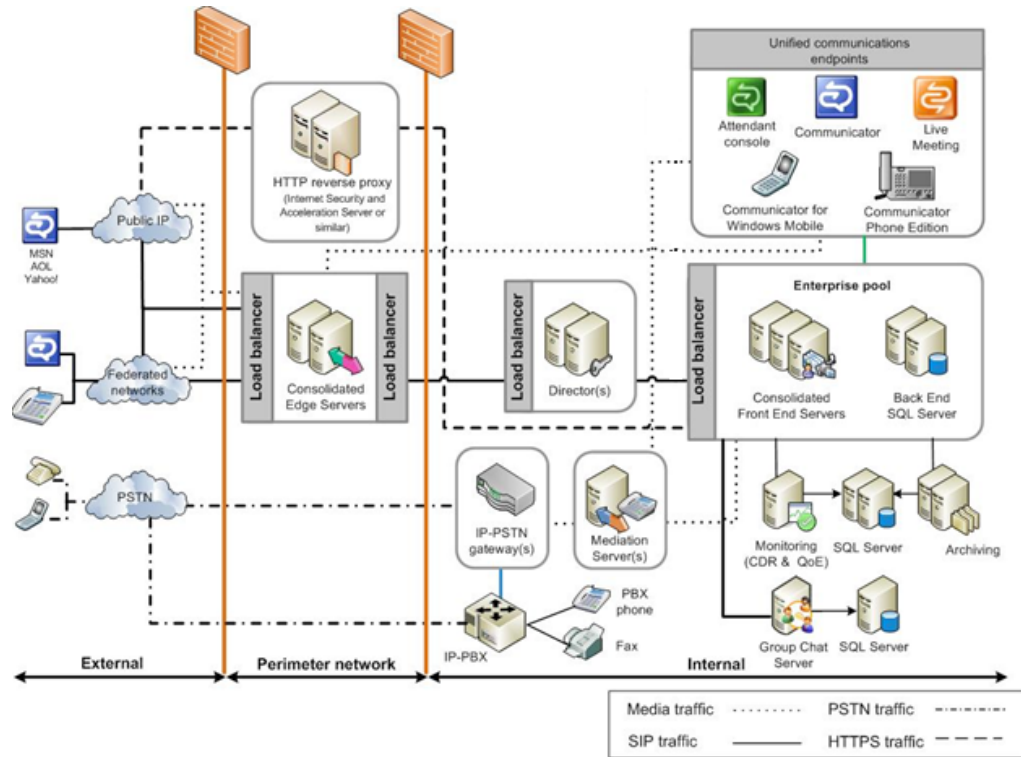 Unified communications
endpoints
Attendant
console
Communicator
Live
Meeting
Communicator for
Windows Mobile
Communicator
Phone Edition
HTTP reverse proxy
(Internet Security and
Acceleration Server or
similar)
Public IP
MSN
AOL
Yahoo!
Federated
networks
Load balancer
Consolidated
Edge Servers
Load balancer
Load balancer
Director(s)
Load balancer
Enterprise pool
Consolidated
Front End Servers
Back End
SQL Server
PSTN
IP-PSTN
gateway(s)
Mediation
Server(s)
Monitoring
(CDR & QoE)
SQL Server
Archiving
IP-PBX
PBX
phone
Fax
Group Chat
Server
SQL Server
External
Perimeter network
Internal
Media traffic
PSTN traffic
SIP traffic
HTTPS traffic